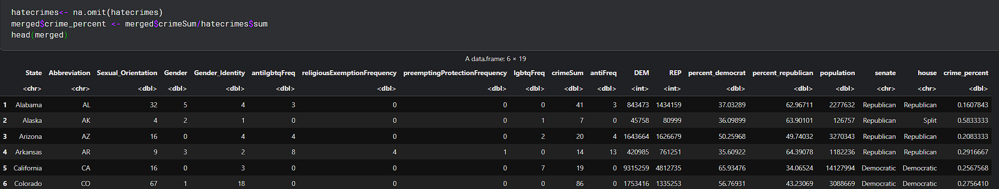 hatecrimes<- na.omit(hatecrimes)
merged$crime_percent <- merged$crimeSum/hatecrimes$sum
head(merged)
A data.frame: 6 × 19
State Abbreviation Sexual_Orientation Gender Gender_Identity antilgbtqFreq religiousExemptionFrequency preemptingProtectionFrequency lgbtqFreq crimeSum antiFreq DEM REP percent_democrat percent_republican population senate house crime_percent
<chr> <chr> <dbl> <dbl> <dbl> <dbl> <dbl> <dbl> <dbl> <dbl> <dbl> <int> <int> <dbl> <dbl> <dbl> <chr> <chr> <dbl>
1 Alabama AL 32 5 4 3 0 0 0 41 3 843473 1434159 37.03289 62.96711 2277632 Republican Republican 0.1607843
2 Alaska AK 4 2 1 0 0 0 1 7 0 45758 80999 36.09899 63.90101 126757 Republican Split 0.5833333
3 Arizona AZ 16 0 4 4 0 0 2 20 4 1643664 1626679 50.25968 49.74032 3270343 Republican Republican 0.2083333
4 Arkansas AR 9 3 2 8 4 1 0 14 13 420985 761251 35.60922 64.39078 1182236 Republican Republican 0.2916667
5 California CA 16 0 3 0 0 0 7 19 0 9315259 4812735 65.93476 34.06524 14127994 Democratic Democratic 0.2567568
6 Colorado CO 67 1 18 0 0 0 0 86 0 1753416 1335253 56.76931 43.23069 3088669 Democratic Democratic 0.2756410